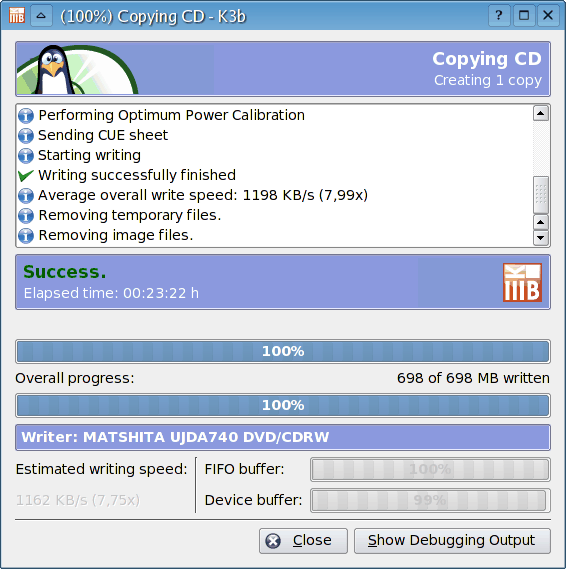 (100%) Copying CD - K3b
Copying CD
Creating 1 copy
Performing Optimum Power Calibration
Sending CUE sheet
Starting writing
Writing successfully finished
Average overall write speed: 1198 KB/s (7,99x)
Removing temporary files.
Removing image files.
Success.
Elapsed time: 00:23:22 h
100%
Overall progress: 698 of 698 MB written
100%
Writer: MATSHITA UJDA740 DVD/CDRW
Estimated writing speed: FIFO buffer: 100%
1162 KB/s (7,75x) Device buffer: 99%
Close Show Debugging Output